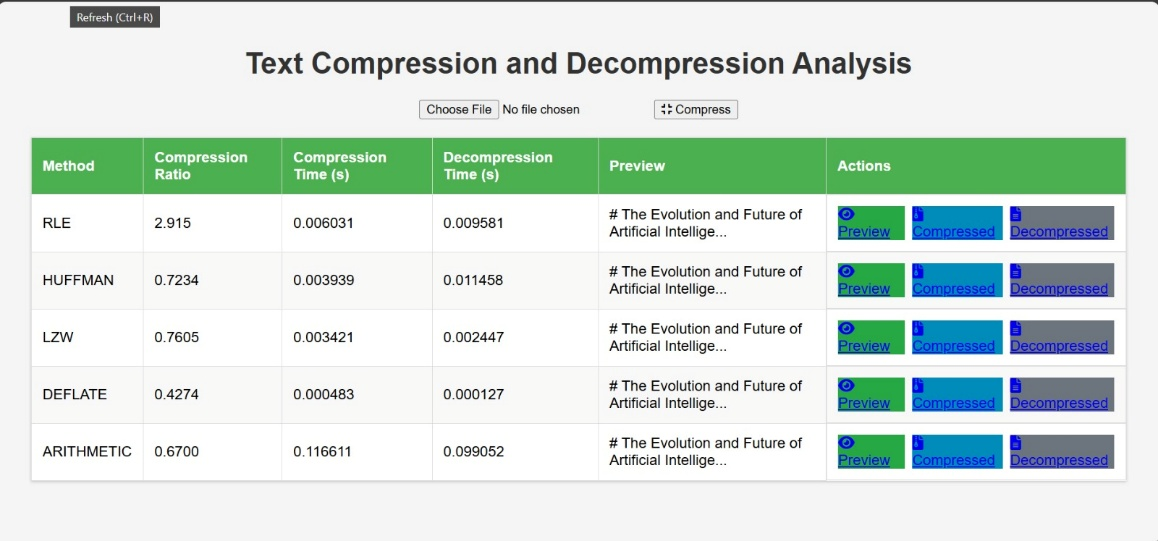 Refresh (Ctrl+R)
Text Compression and Decompression Analysis
Choose File No file chosen Compress
Method Compression Ratio Compression Time (s) Decompression Time (s) Preview Actions
RLE 2.915 0.006031 0.009581 # The Evolution and Future of Artificial Intellige... Preview Compressed Decompressed
HUFFMAN 0.7234 0.003939 0.011458 # The Evolution and Future of Artificial Intellige... Preview Compressed Decompressed
LZW 0.7605 0.003421 0.002447 # The Evolution and Future of Artificial Intellige... Preview Compressed Decompressed
DEFLATE 0.4274 0.000483 0.000127 # The Evolution and Future of Artificial Intellige... Preview Compressed Decompressed
ARITHMETIC 0.6700 0.116611 0.099052 # The Evolution and Future of Artificial Intellige... Preview Compressed Decompressed